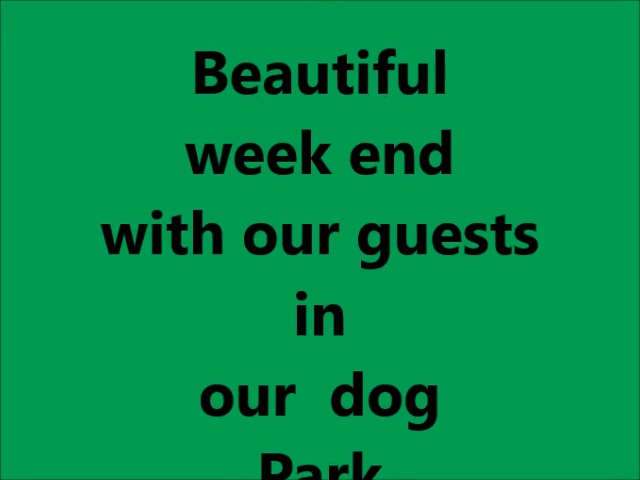 Beautiful
week end
with our guests
in
our dog
Park